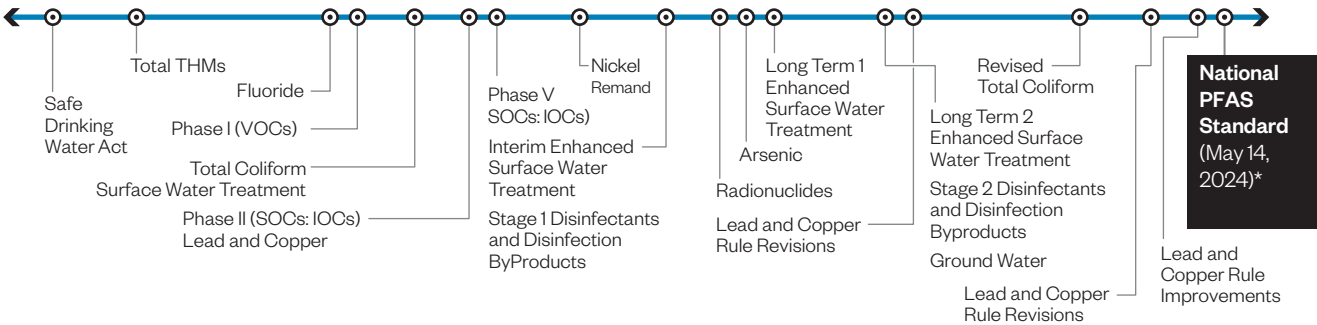 Safe
Drinking
Water Act
Total THMs
Fluoride
Phase I (VOCs)
Total Coliform
Surface Water Treatment
Phase II (SOCs: IOCs)
Lead and Copper
Phase V
SOCs: IOCs)
Nickel
Remand
Interim Enhanced
Surface Water
Treatment
Stage 1 Disinfectants
and Disinfection
ByProducts
Radionuclides
Arsenic
Long Term 1
Enhanced
Surface Water
Treatment
Long Term 2
Enhanced Surface
Water Treatment
Stage 2 Disinfectants
and Disinfection
Byproducts
Ground Water
Lead and Copper
Rule Revisions
Revised
Total Coliform
Lead and Copper
Rule Revisions
Lead and
Copper Rule
Improvements
National
PFAS
Standard
(May 14,
2024)*